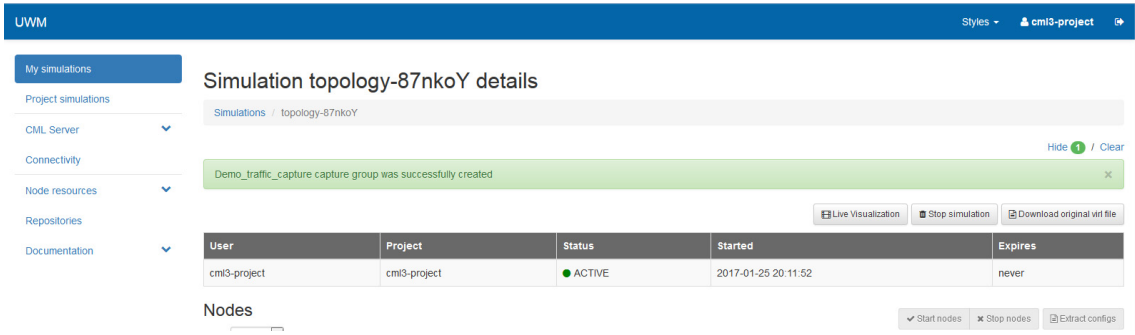 UWM Styles cml3-project
My simulations
Project simulations
CML Server
Connectivity
Node resources
Repositories
Documentation
Simulation topology-87nkoY details
Simulations / topology-87nkoY
Hide 1 / Clear
Demo_traffic_capture capture group was successfully created ×
Live Visualization Stop simulation Download original virl file
User Project Status Started Expires
cml3-project cml3-project ACTIVE 2017-01-25 20:11:52 never
Nodes
Start nodes Stop nodes Extract configs